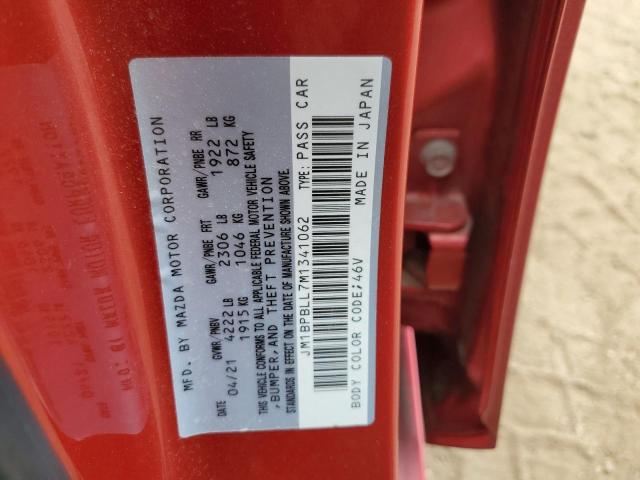 MFD. BY MAZDA MOTOR CORPORATION
DATE GVWR/PNBV GAWR/PNBE FRT GAWR/PNBE RR
04/21 4222 LB 2306 LB 1922 LB
1915 KG 1046 KG 872 KG
THIS VEHICLE CONFORMS TO ALL APPLICABLE FEDERAL MOTOR VEHICLE SAFETY
,BUMPER,AND THEFT PREVENTION
STANDARDS IN EFFECT ON THE DATE OF MANUFACTURE SHOWN ABOVE.
JM1BPBLL7M1341062 TYPE: PASS CAR
BODY COLOR CODE;46V MADE IN JAPAN